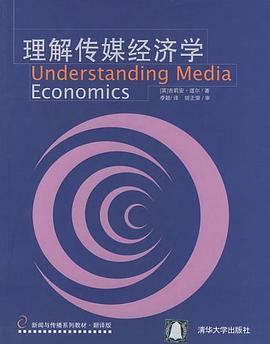 理解传媒经济学
Understanding Media
Economics
[英]吉莉安·道尔/著
李颖/译 胡正荣/审
新闻与传播系列教材·翻译版
清华大学出版社